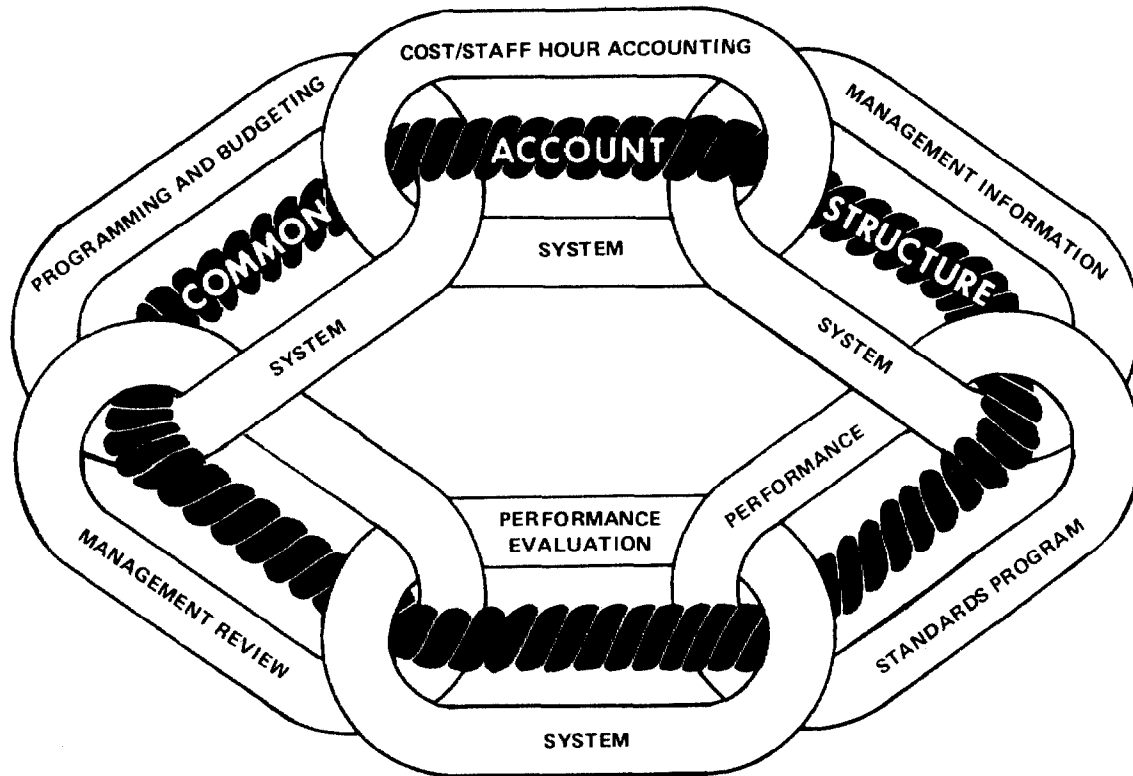 COST/STAFF HOUR ACCOUNTING
SYSTEM
PROGRAMMING AND BUDGETING
SYSTEM
MANAGEMENT INFORMATION
SYSTEM
COMMON
ACCOUNT
STRUCTURE
PERFORMANCE
EVALUATION
SYSTEM
PERFORMANCE
STANDARDS PROGRAM
MANAGEMENT REVIEW